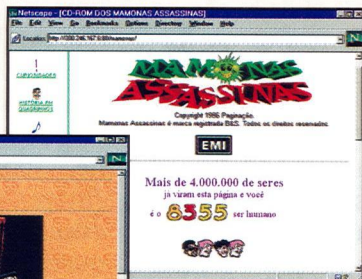 Netscape - [CD-ROM DOS MAMONAS ASSASSINAS]
File Edit View Go Bookmarks Options Directory Window Help
Location:
CURIOSIDADES
HISTÓRIA EM
QUADRINHOS
MAMONAS
ASSASSINAS
Copyright 1996 Paginação.
Mamonas Assassinas é marca registrada B&S. Todos os direitos reservados.
EMI
Mais de 4.000.000 de seres
já viram esta página e você
é o 8355 ser humano